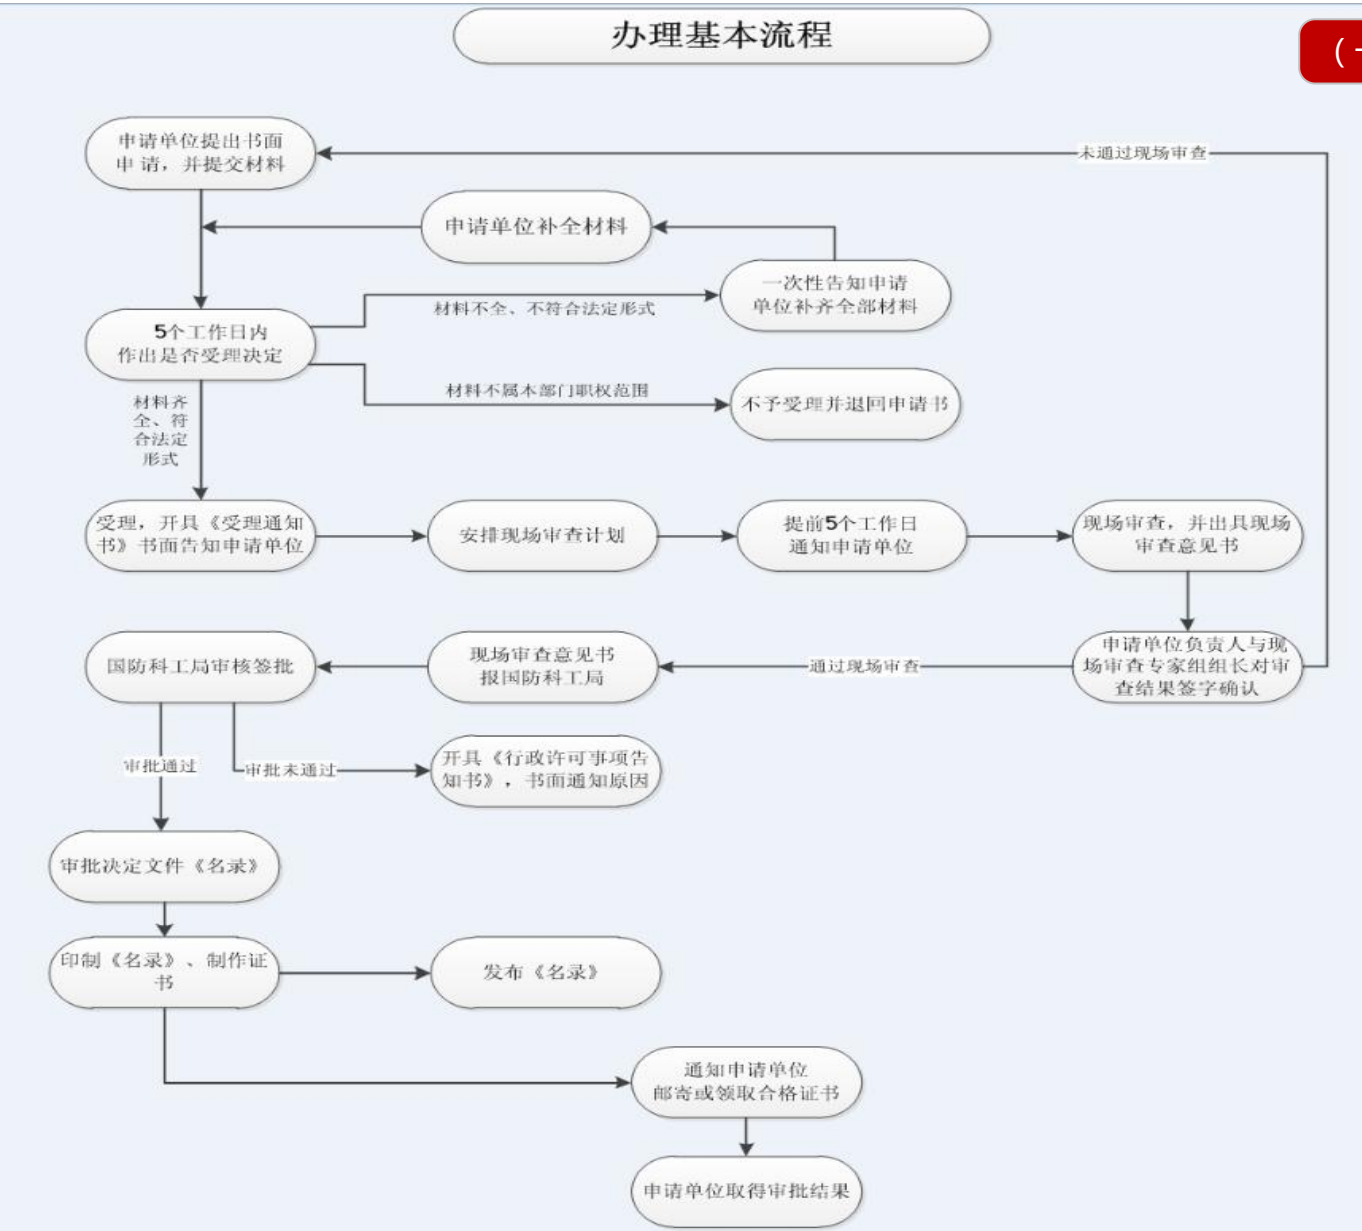 办理基本流程
申请单位提出书面
申 请，并提交材料
未通过现场审查
申请单位补全材料
一次性告知申请
单位补齐全部材料
材料不全、不符合法定形式
5个工作日内
作出是否受理决定
材料不属本部门职权范围
不予受理并退回申请书
材料齐
全、符
合法定
形式
受理，开具《受理通知
书》书面告知申请单位
安排现场审查计划
提前5个工作日
通知申请单位
现场审查，并出具现场
审查意见书
国防科工局审核签批
现场审查意见书
报国防科工局
通过现场审查
申请单位负责人与现
场审查专家组组长对审
查结果签字确认
审批通过
审批未通过
开具《行政许可事项告
知书》，书面通知原因
审批决定文件《名录》
印制《名录》、制作证
书
发布《名录》
通知申请单位
邮寄或领取合格证书
申请单位取得审批结果